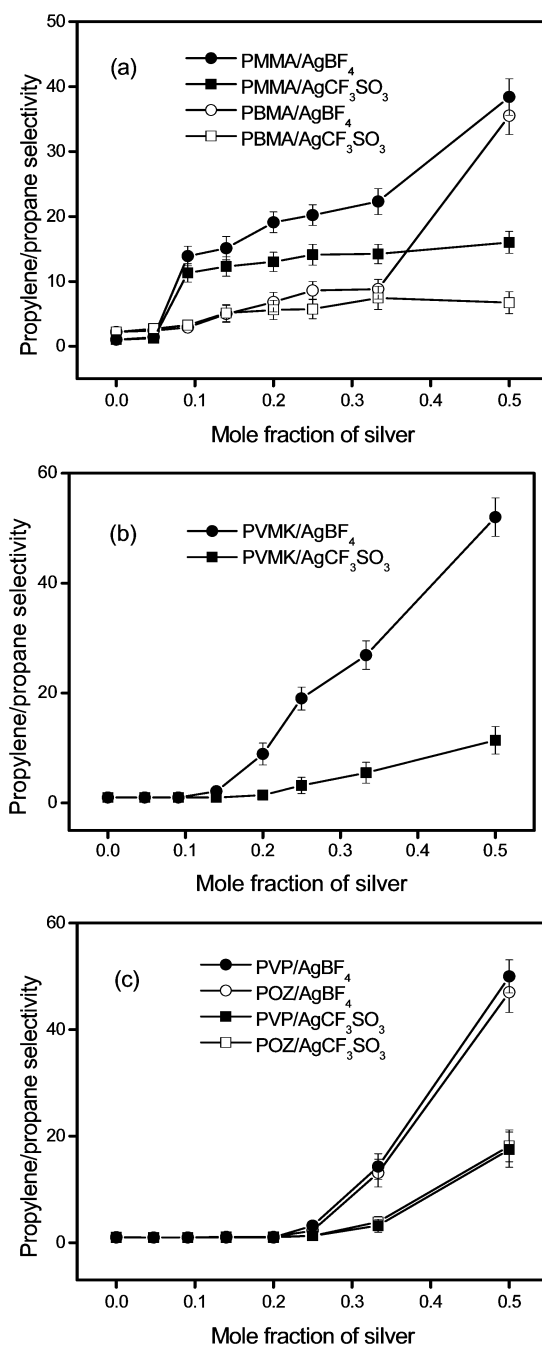 50
(a)
PMMA/AgBF4
PMMA/AgCF3SO3
40
PBMA/AgBF4
PBMA/AgCF3SO3
30
20
10
0
Propylene/propane selectivity
0.0 0.1 0.2 0.3 0.4 0.5
Mole fraction of silver
60
(b)
PVMK/AgBF4
PVMK/AgCF3SO3
40
20
0
Propylene/propane selectivity
0.0 0.1 0.2 0.3 0.4 0.5
Mole fraction of silver
60
(c)
PVP/AgBF4
POZ/AgBF4
PVP/AgCF3SO3
POZ/AgCF3SO3
40
20
0
Propylene/propane selectivity
0.0 0.1 0.2 0.3 0.4 0.5
Mole fraction of silver